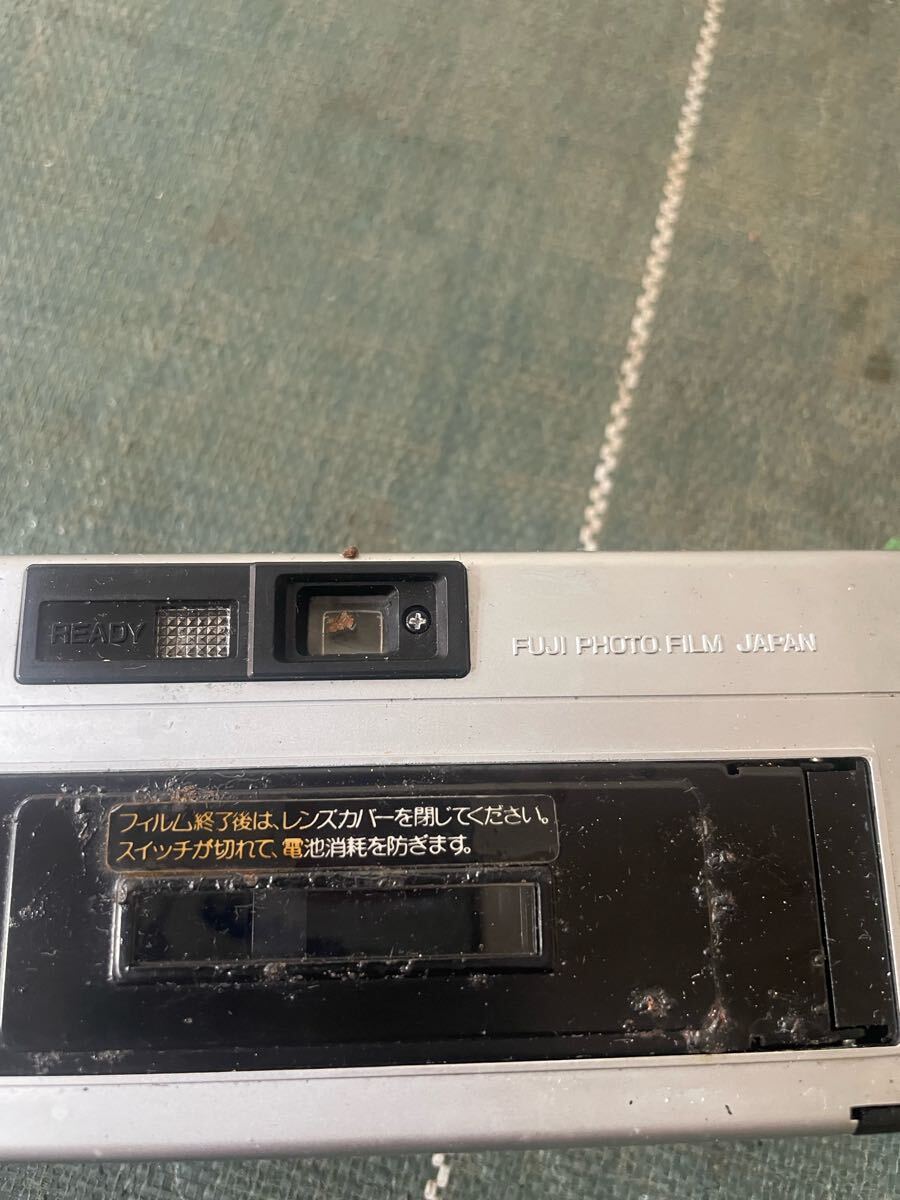 READY
FUJI PHOTO FILM JAPAN
フィルム終了後は、レンズカバーを閉じてください。
スイッチが切れて、電池消耗を防ぎます。